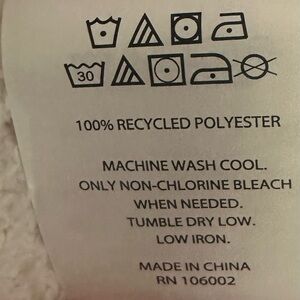 30
100% RECYCLED POLYESTER
MACHINE WASH COOL.
ONLY NON-CHLORINE BLEACH
WHEN NEEDED.
TUMBLE DRY LOW.
LOW IRON.
MADE IN CHINA
RN 106002